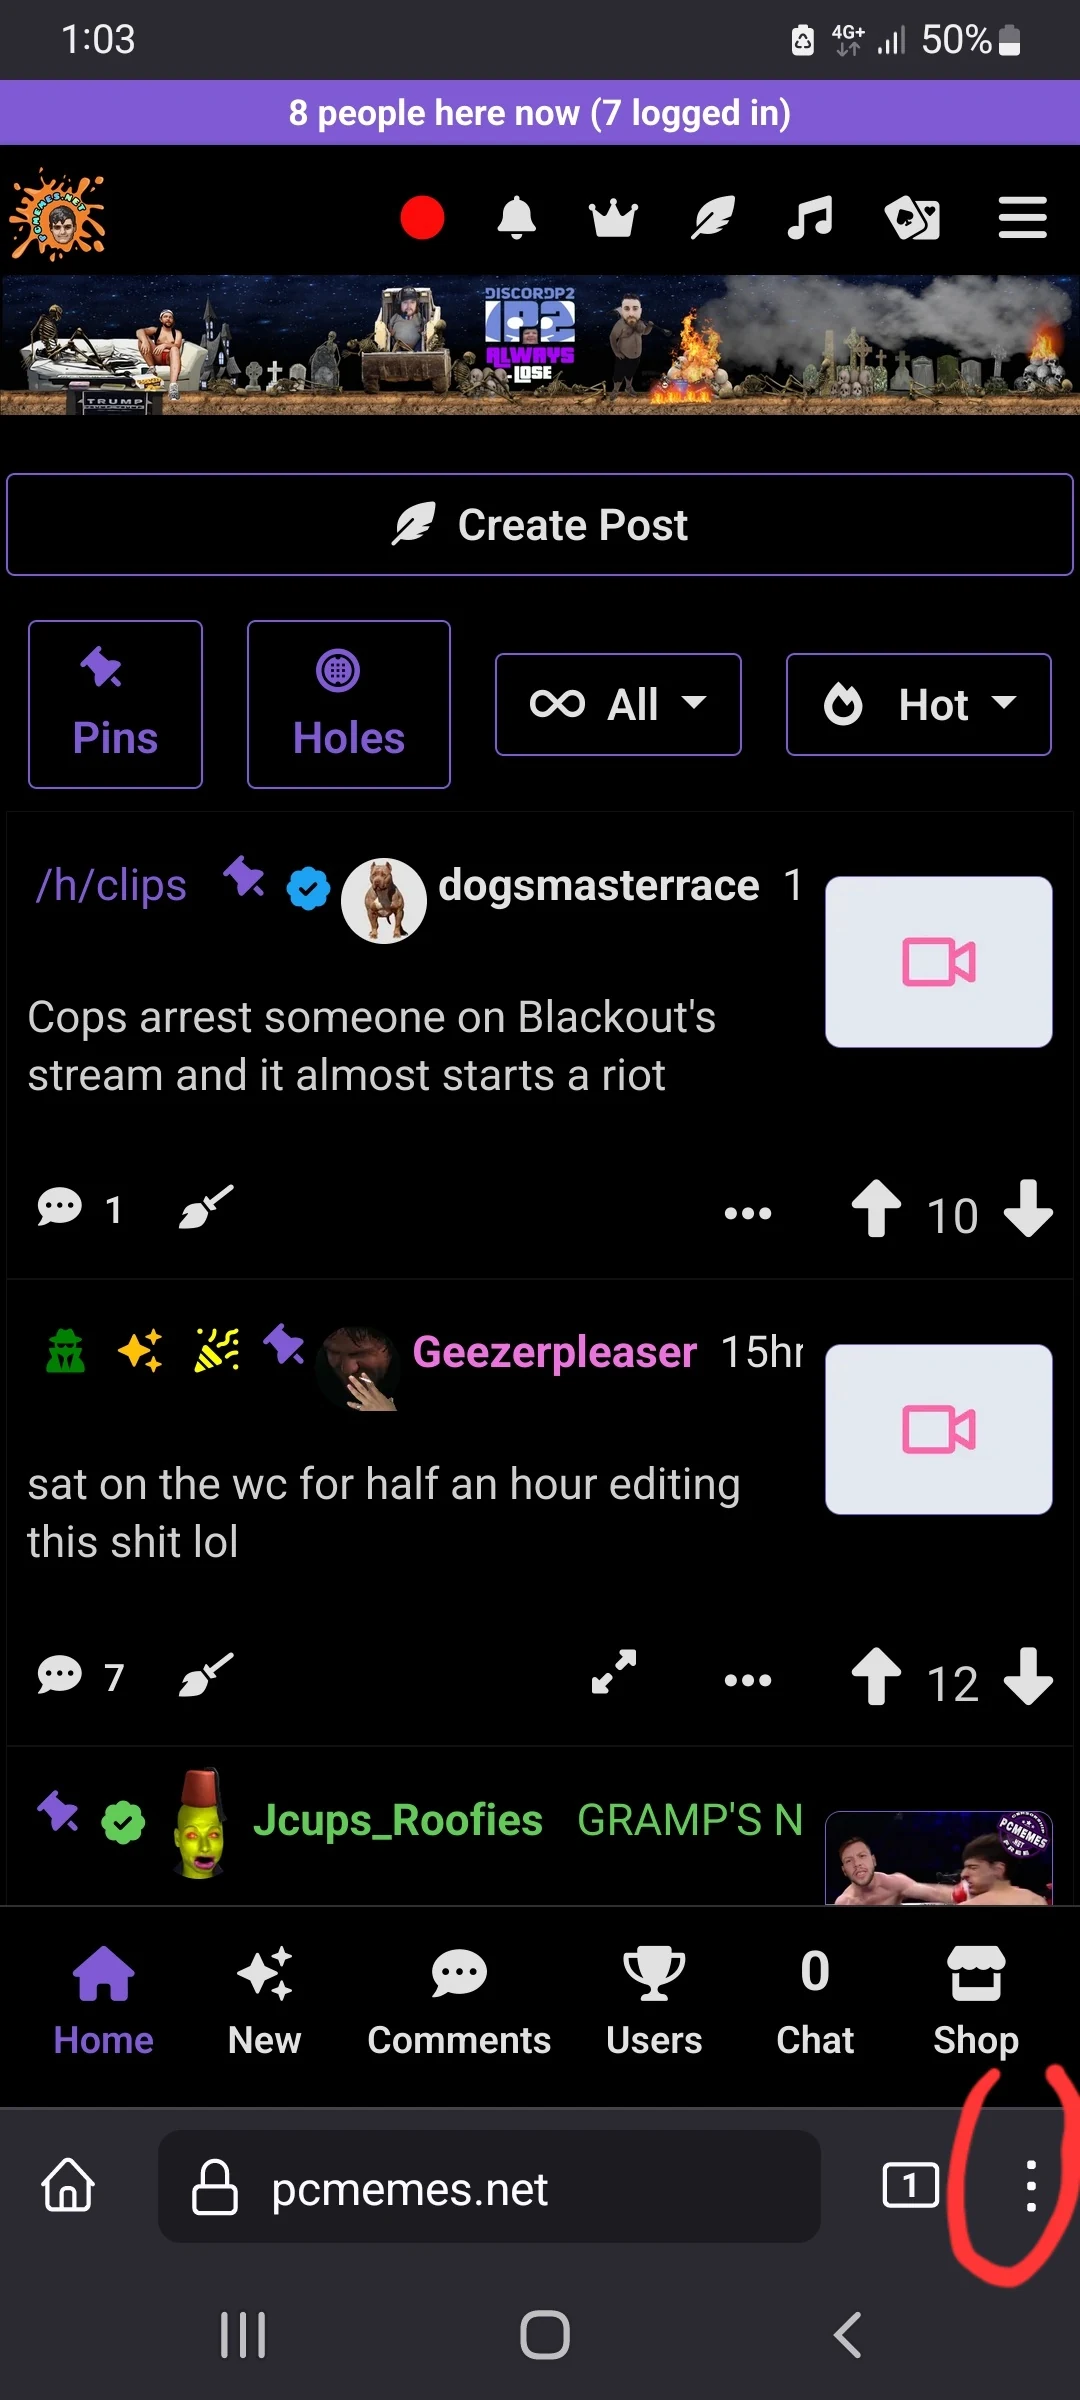 1:03
4G+
50%
8 people here now (7 logged in)
PCMEMES.NET
DISCORDP2
IP2
ALWAYS
LOSE
TRUMP
Create Post
Pins
Holes
All
Hot
/h/clips
dogsmasterrace 1
Cops arrest someone on Blackout's
stream and it almost starts a riot
1
10
Geezerpleaser 15hr
sat on the wc for half an hour editing
this shit lol
7
12
Jcups_Roofies GRAMP'S N
PCMEMES
.NET
Home
New
Comments
Users
0
Chat
Shop
pcmemes.net
1